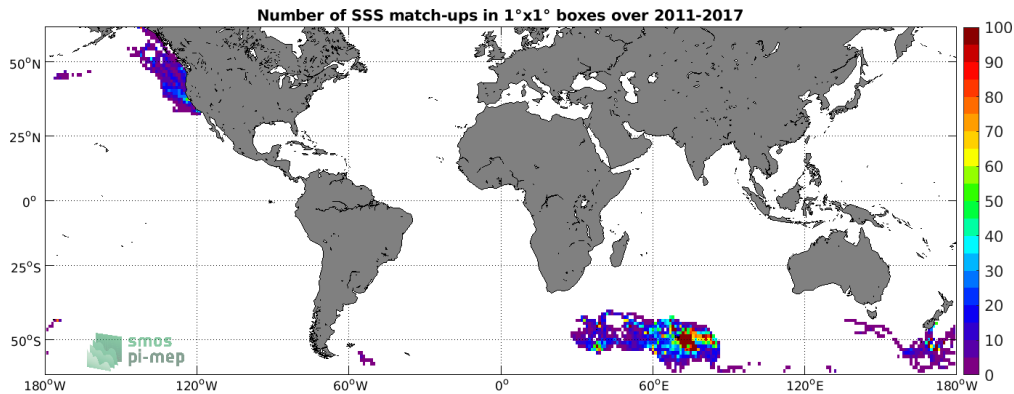 Number of SSS match-ups in 1°x1° boxes over 2011-2017
50°N
25°N
0°
25°S
50°S
180°W
120°W
60°W
0°
60°E
120°E
180°W
100
90
80
70
60
50
40
30
20
10
0
smos
pi-mep